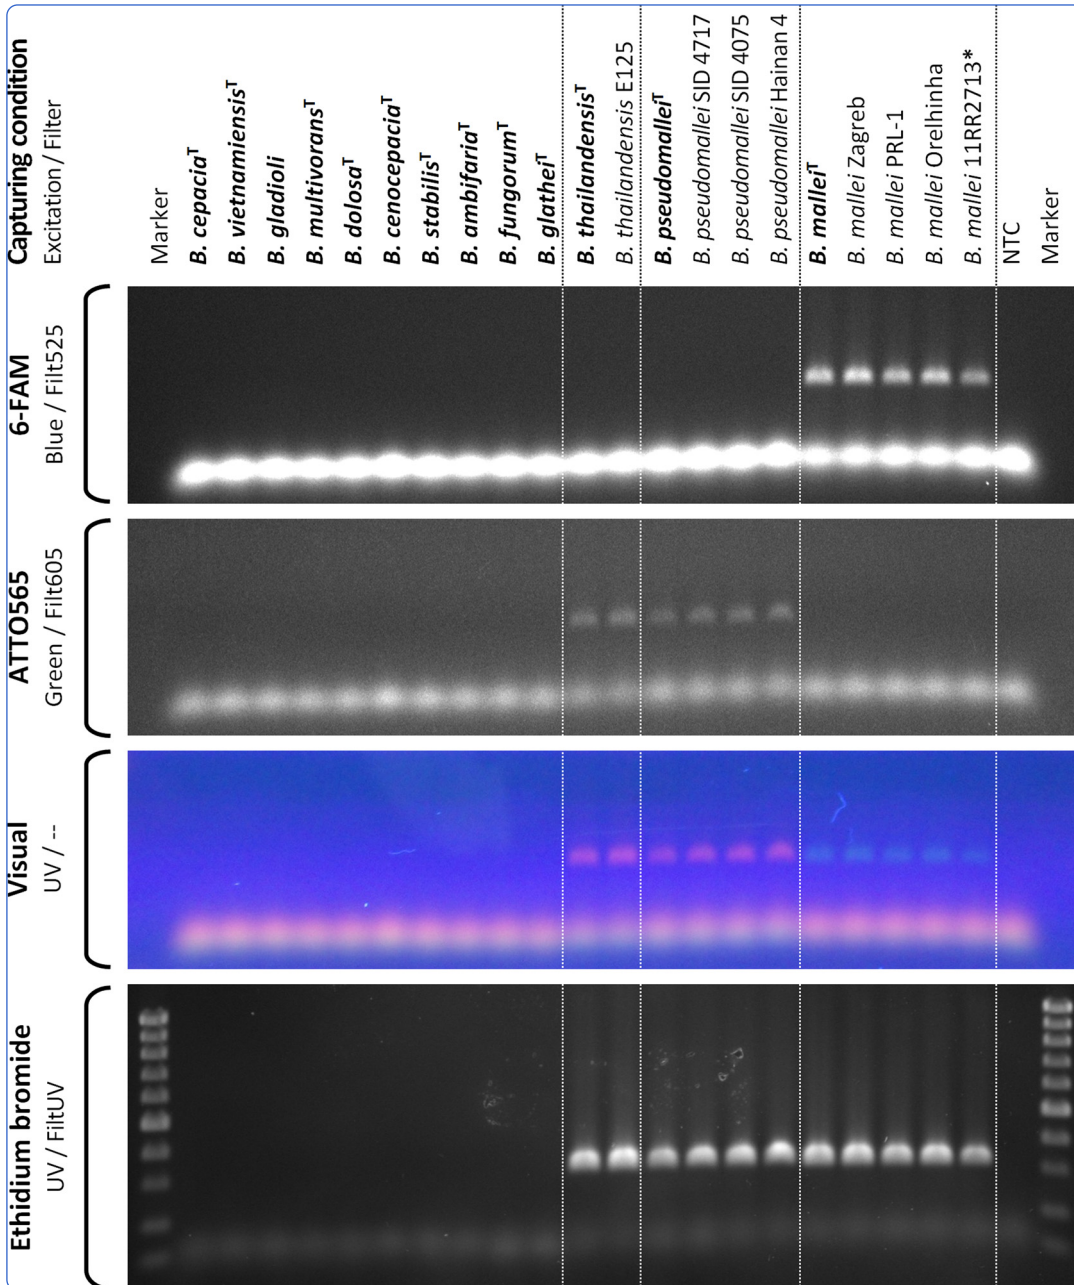 Capturing condition
Excitation / Filter
Marker
B. cepaciaᵀ
B. vietnamiensisᵀ
B. gladioli
B. multivoransᵀ
B. dolosaᵀ
B. cenocepaciaᵀ
B. stabilisᵀ
B. ambifariaᵀ
B. fungorumᵀ
B. glatheiᵀ
B. thailandensisᵀ
B. thailandensis E125
B. pseudomalleiᵀ
B. pseudomallei SID 4717
B. pseudomallei SID 4075
B. pseudomallei Hainan 4
B. malleiᵀ
B. mallei Zagreb
B. mallei PRL-1
B. mallei Orelhinha
B. mallei 11RR2713*
NTC
Marker
6-FAM
Blue / Filt525
ATTO565
Green / Filt605
Visual
UV / --
Ethidium bromide
UV / FiltUV